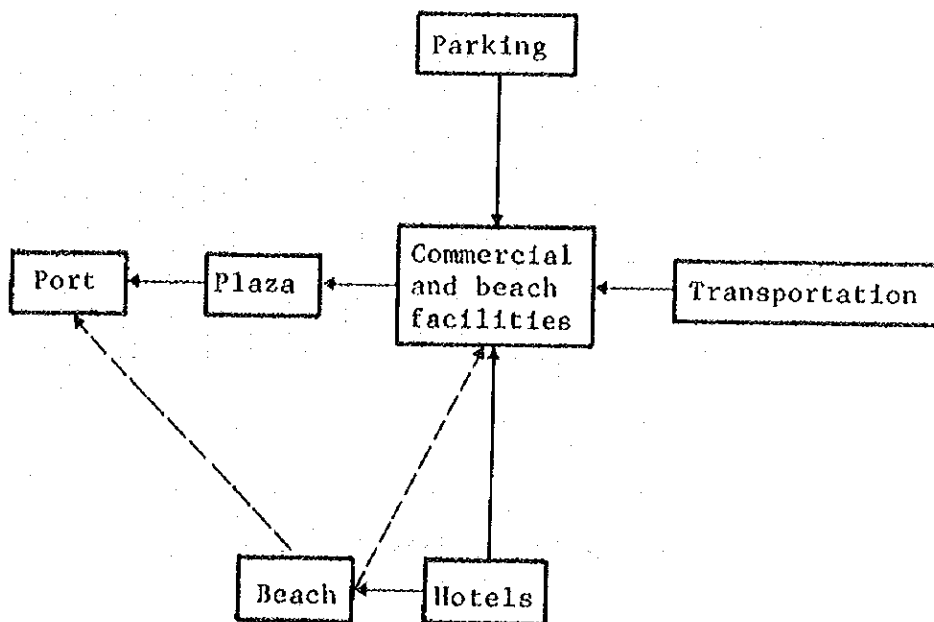 Parking
Commercial
and beach
facilities
Port
Plaza
Transportation
Beach
Hotels